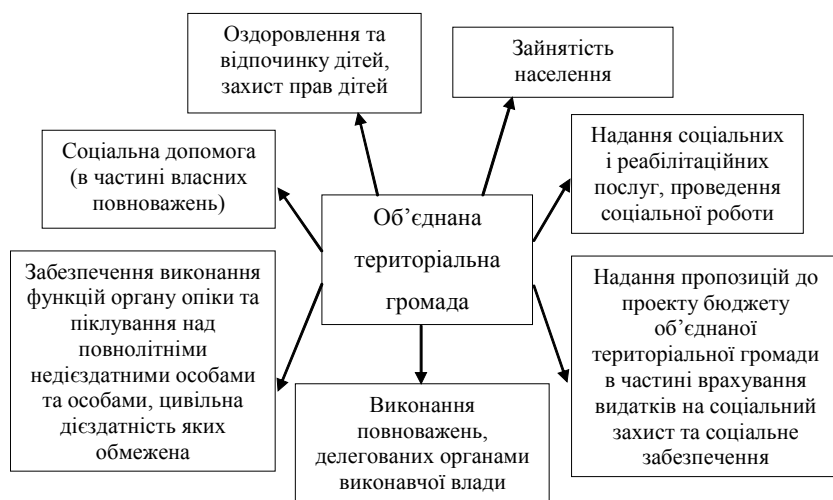 Оздоровлення та
відпочинку дітей,
захист прав дітей
Зайнятість
населення
Соціальна допомога
(в частині власних
повноважень)
Об’єднана
територіальна
громада
Надання соціальних
і реабілітаційних
послуг, проведення
соціальної роботи
Забезпечення виконання
функцій органу опіки та
піклування над
повнолітніми
недієздатними особами
та особами, цивільна
дієздатність яких
обмежена
Виконання
повноважень,
делегованих органами
виконавчої влади
Надання пропозицій до
проекту бюджету
об’єднаної
територіальної громади
в частині врахування
видатків на соціальний
захист та соціальне
забезпечення